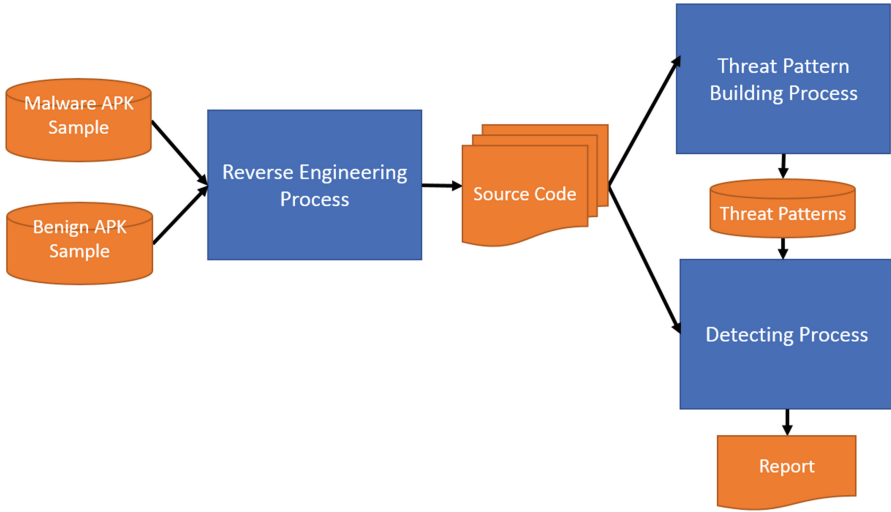 Malware APK
Sample
Benign APK
Sample
Reverse Engineering
Process
Source Code
Threat Pattern
Building Process
Threat Patterns
Detecting Process
Report